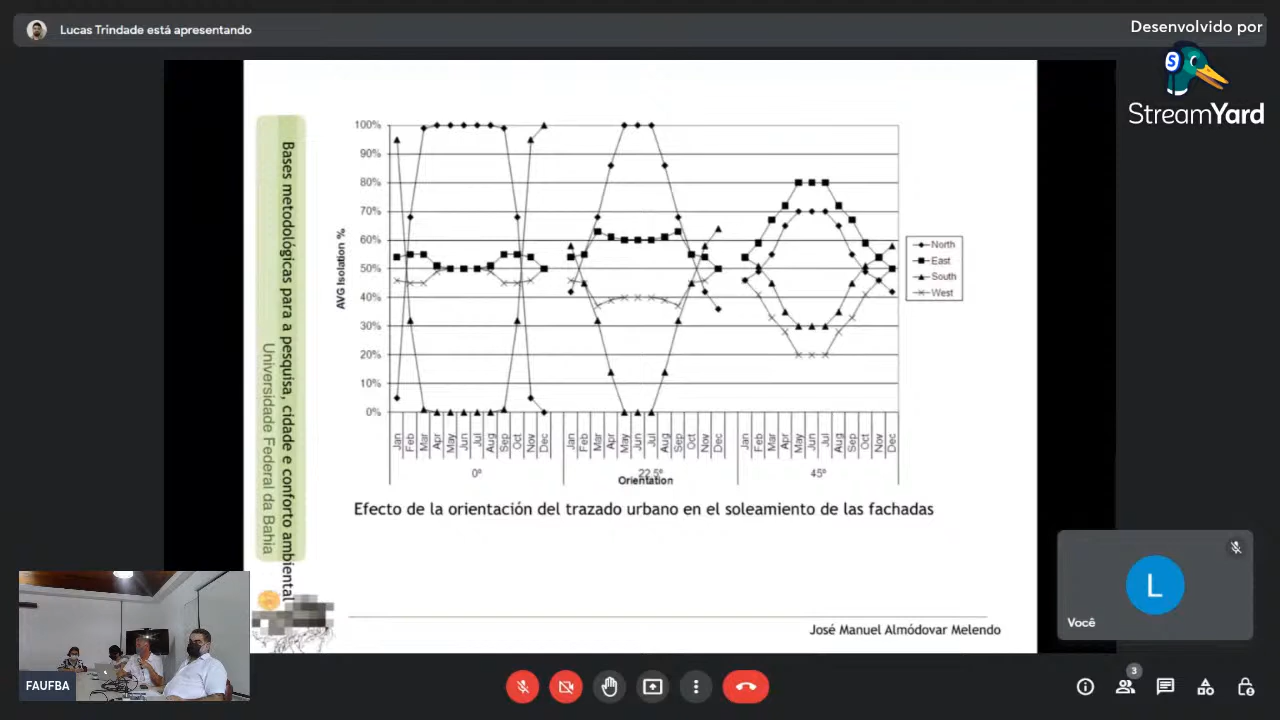 Lucas Trindade está apresentando
Desenvolvido por
StreamYard
Bases metodológicas para a pesquisa, cidade e conforto ambiental
Universidade Federal da Bahia
100%
90%
80%
70%
60%
50%
40%
30%
20%
10%
0%
AVG Isolation %
Jan Feb Mar Apr May Jun Jul Aug Sep Oct Nov Dec
Jan Feb Mar Apr May Jun Jul Aug Sep Oct Nov Dec
Jan Feb Mar Apr May Jun Jul Aug Sep Oct Nov Dec
0º 22.5º 45º
Orientation
North
East
South
West
Efecto de la orientación del trazado urbano en el soleamiento de las fachadas
José Manuel Almódovar Melendo
L
Você
FAUFBA
3